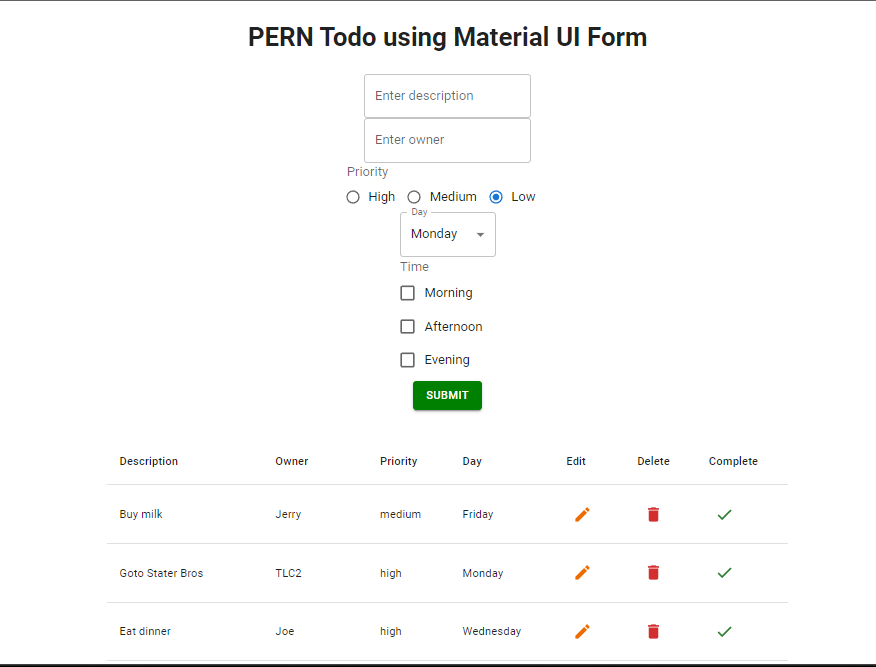 PERN Todo using Material UI Form
Enter description
Enter owner
Priority
High Medium Low
Day
Monday
Time
Morning
Afternoon
Evening
SUBMIT
Description Owner Priority Day Edit Delete Complete
Buy milk Jerry medium Friday
Goto Stater Bros TLC2 high Monday
Eat dinner Joe high Wednesday